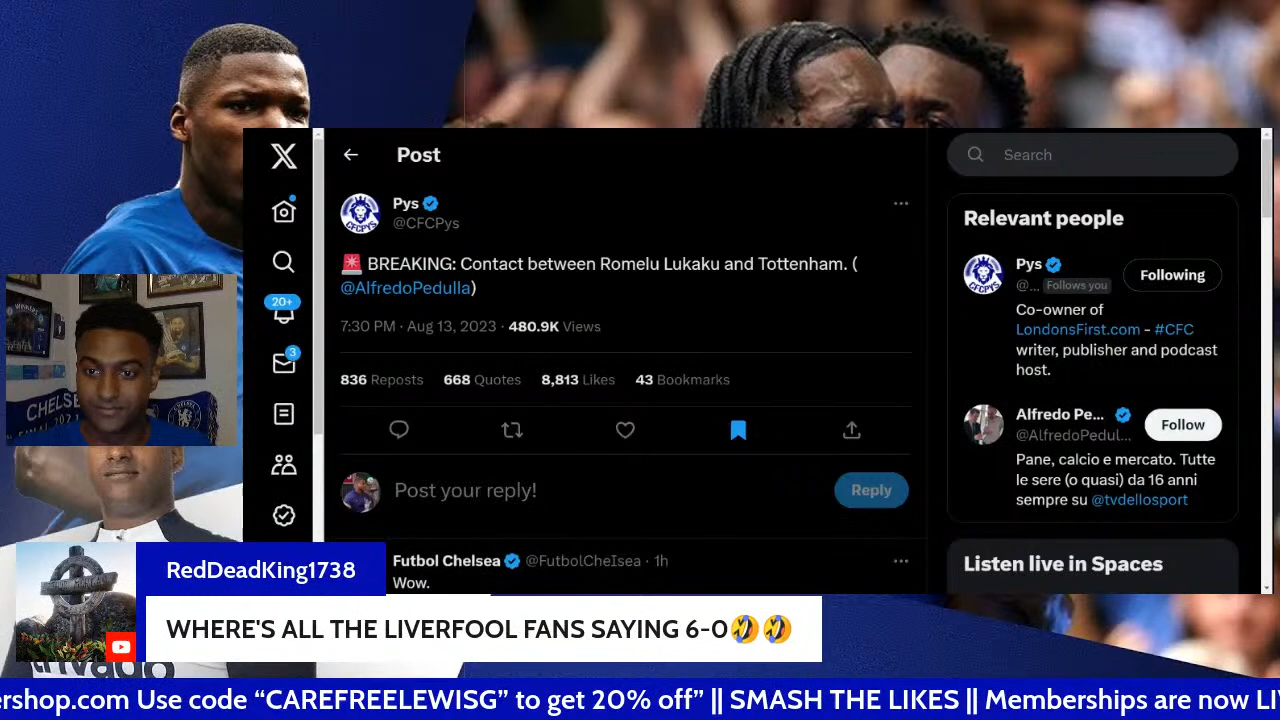 Post
Search
Pys
@CFCPys
🚨 BREAKING: Contact between Romelu Lukaku and Tottenham. (
@AlfredoPedulla)
7:30 PM · Aug 13, 2023 · 480.9K Views
836 Reposts 668 Quotes 8,813 Likes 43 Bookmarks
Post your reply!
Reply
Futbol Chelsea @FutbolCheIsea · 1h
Wow.
20+
3
Relevant people
Pys
@... Follows you
Following
Co-owner of
LondonsFirst.com - #CFC
writer, publisher and podcast
host.
Alfredo Pe...
@AlfredoPedul...
Follow
Pane, calcio e mercato. Tutte
le sere (o quasi) da 16 anni
sempre su @tvdellosport
Listen live in Spaces
CHELSE
RedDeadKing1738
WHERE'S ALL THE LIVERFOOL FANS SAYING 6-0🤣🤣
ershop.com Use code “CAREFREELEWISG” to get 20% off” || SMASH THE LIKES || Memberships are now LI